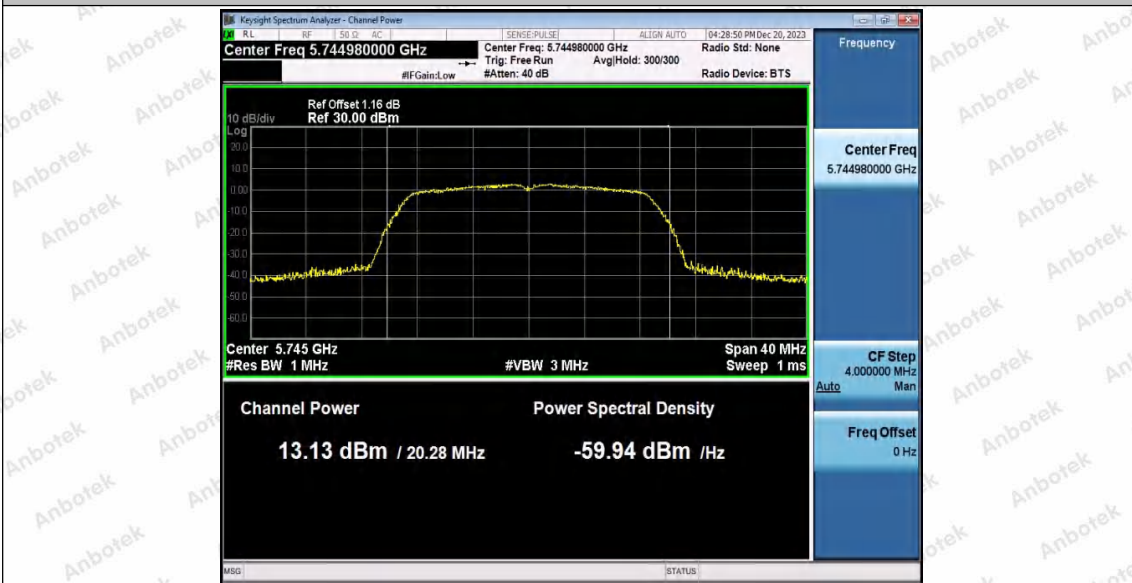 Keysight Spectrum Analyzer - Channel Power
RL RF 50 Ω AC SENSE:PULSE ALIGN AUTO 04:28:50 PM Dec 20, 2023
Center Freq 5.744980000 GHz
Center Freq: 5.744980000 GHz Radio Std: None
Trig: Free Run Avg|Hold: 300/300
#IFGain:Low #Atten: 40 dB Radio Device: BTS
Ref Offset 1.16 dB
10 dB/div Ref 30.00 dBm
Log
20.0
10.0
0.00
-10.0
-20.0
-30.0
-40.0
-50.0
-60.0
Center 5.745 GHz Span 40 MHz
#Res BW 1 MHz #VBW 3 MHz Sweep 1 ms
Channel Power Power Spectral Density
13.13 dBm / 20.28 MHz -59.94 dBm /Hz
MSG STATUS
Frequency
Center Freq
5.744980000 GHz
CF Step
4.000000 MHz
Auto Man
Freq Offset
0 Hz
Anbotek